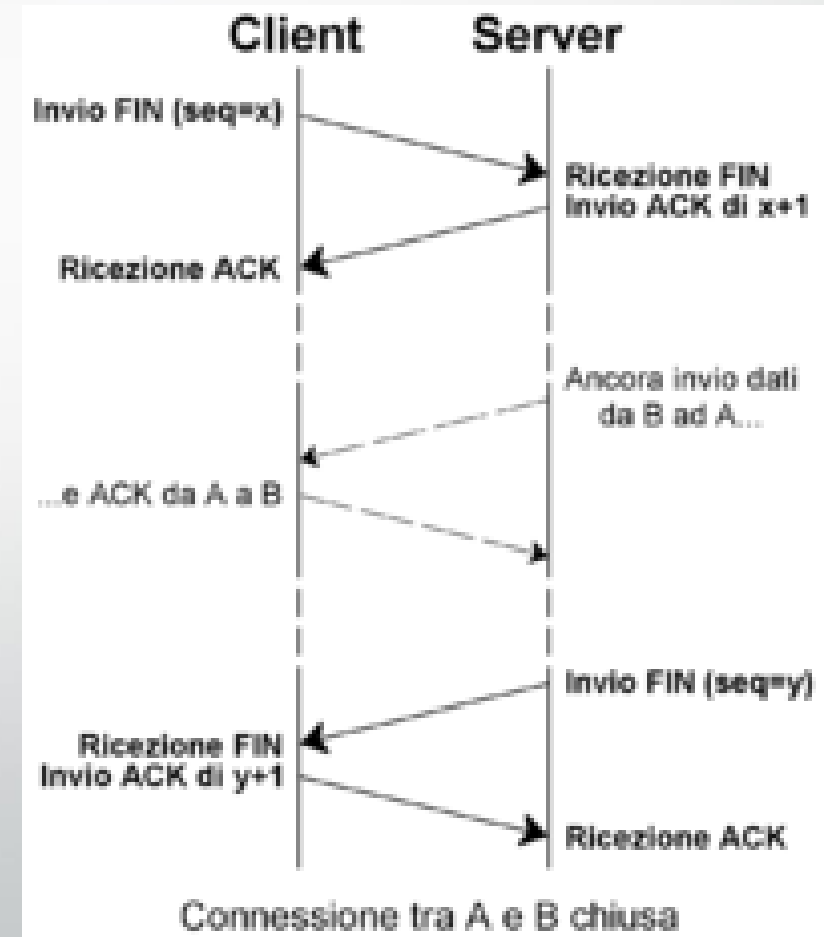 Client Server
Invio FIN (seq=x)
Ricezione FIN
Invio ACK di x+1
Ricezione ACK
Ancora invio dati
da B ad A...
...e ACK da A a B
Invio FIN (seq=y)
Ricezione FIN
Invio ACK di y+1
Ricezione ACK
Connessione tra A e B chiusa